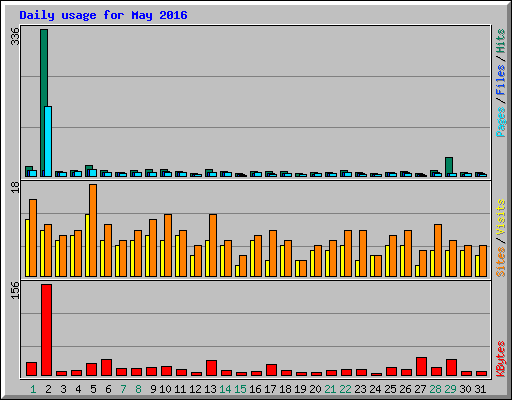 Daily usage for May 2016
336
Pages / Files / Hits
18
Sites / Visits
156
KBytes
1 2 3 4 5 6 7 8 9 10 11 12 13 14 15 16 17 18 19 20 21 22 23 24 25 26 27 28 29 30 31